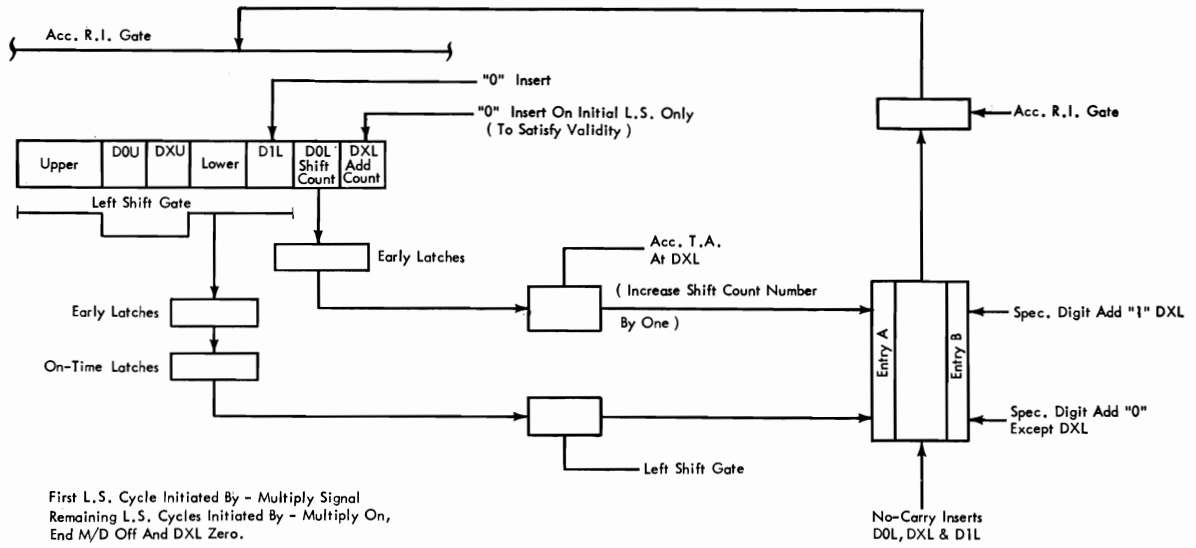 Acc. R.I. Gate
"0" Insert
"0" Insert On Initial L.S. Only
( To Satisfy Validity )
Acc. R.I. Gate
Upper
D0U
DXU
Lower
D1L
D0L
Shift
Count
DXL
Add
Count
Left Shift Gate
Early Latches
Acc. T.A.
At DXL
( Increase Shift Count Number
By One )
Early Latches
On-Time Latches
Entry A
Entry B
Spec. Digit Add "1" DXL
Spec. Digit Add "0"
Except DXL
Left Shift Gate
First L.S. Cycle Initiated By - Multiply Signal
Remaining L.S. Cycles Initiated By - Multiply On,
End M/D Off And DXL Zero.
No-Carry Inserts
D0L, DXL & D1L